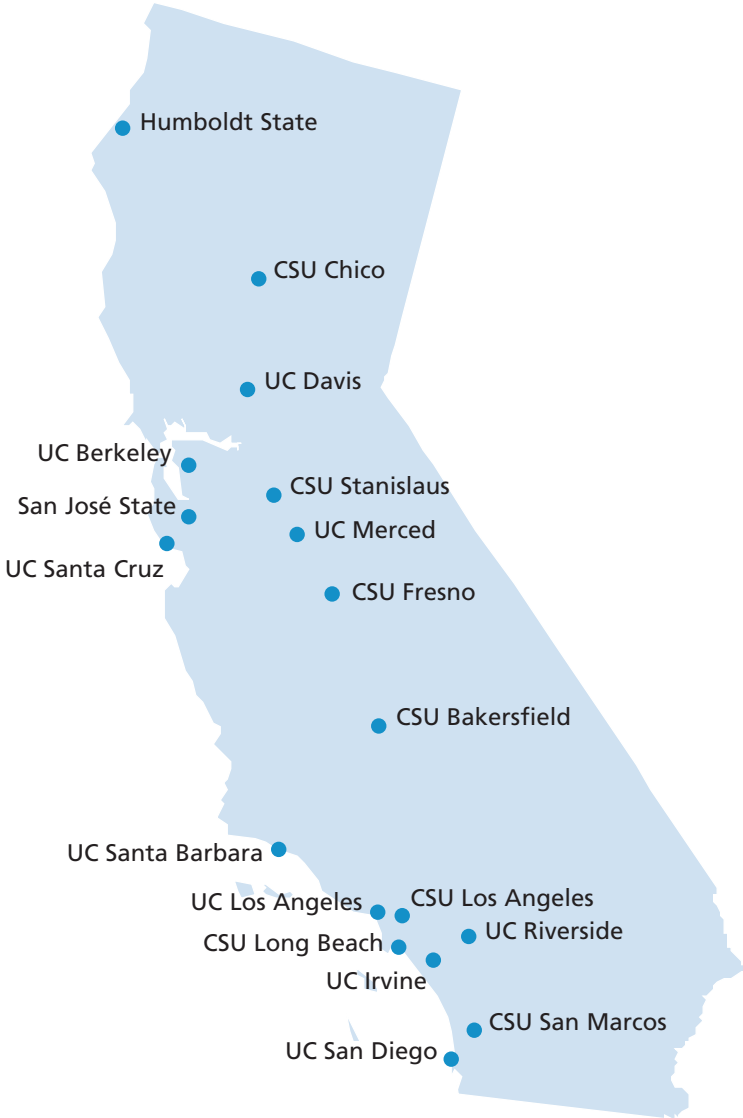 Humboldt State
CSU Chico
UC Davis
UC Berkeley
CSU Stanislaus
San José State
UC Merced
UC Santa Cruz
CSU Fresno
CSU Bakersfield
UC Santa Barbara
UC Los Angeles
CSU Los Angeles
UC Riverside
CSU Long Beach
UC Irvine
CSU San Marcos
UC San Diego